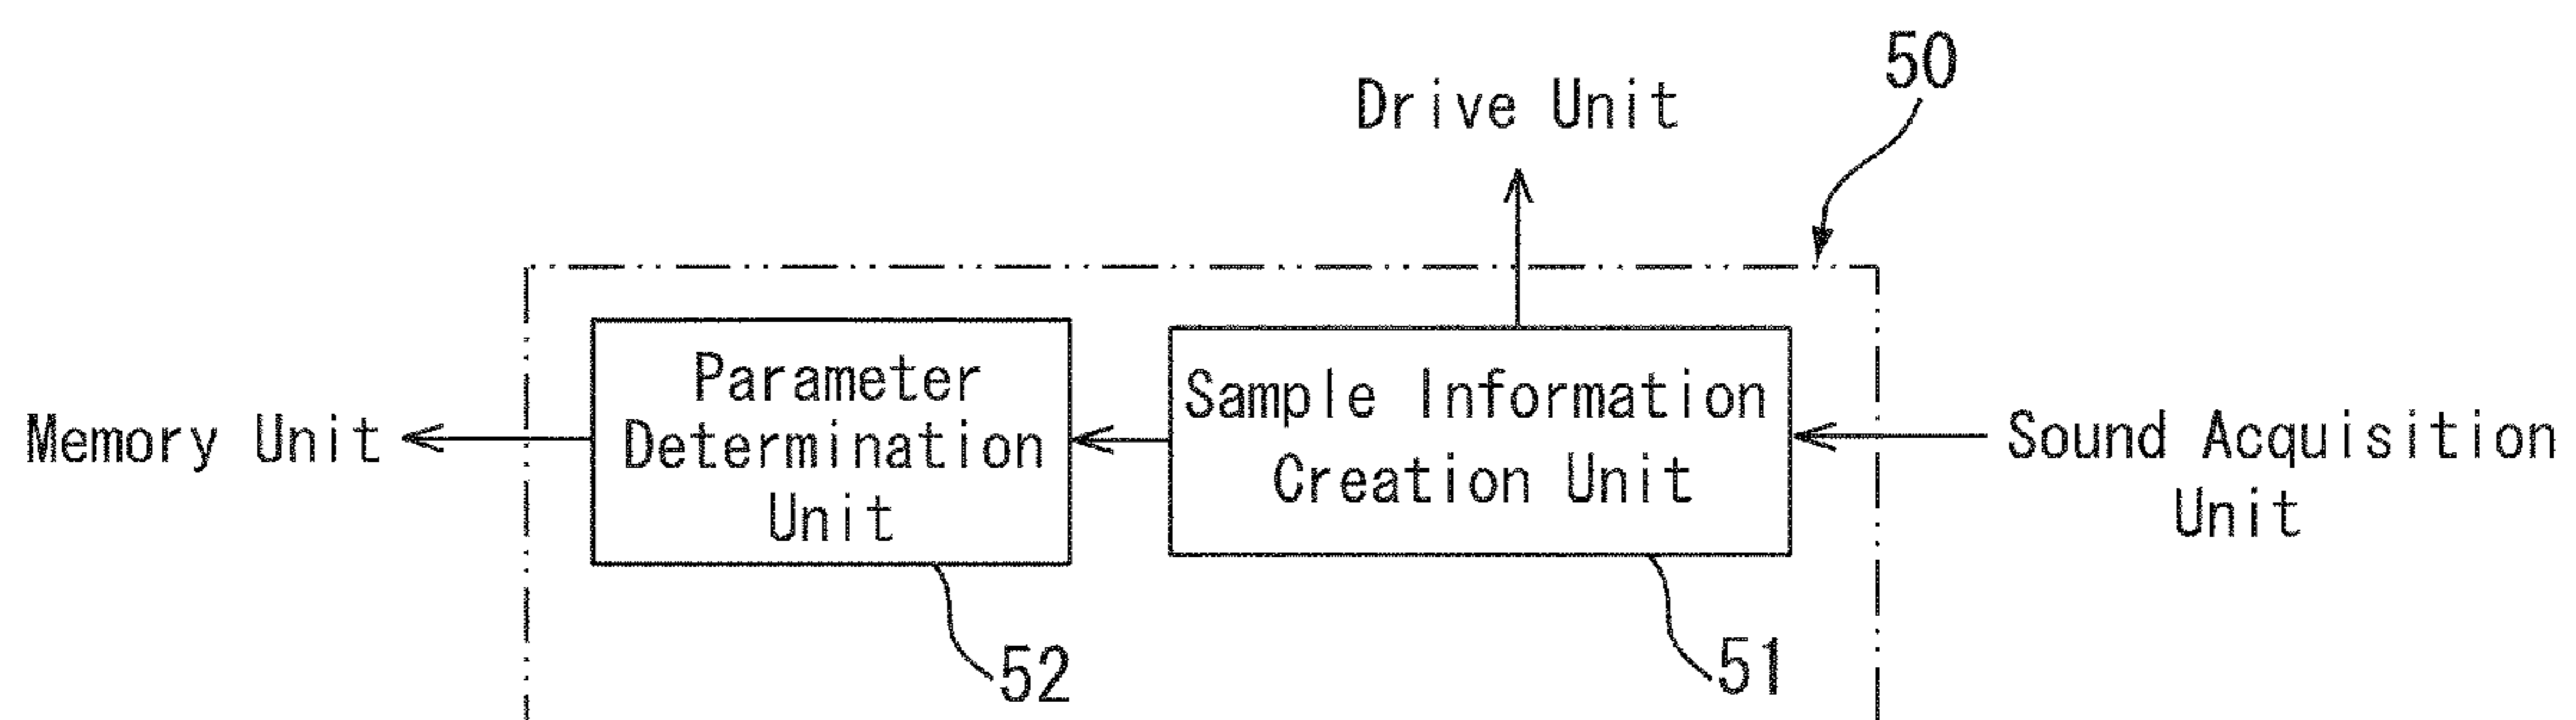 50
Drive Unit
Parameter
Determination
Unit
Sample Information
Creation Unit
Memory Unit
Sound Acquisition
Unit
52
51